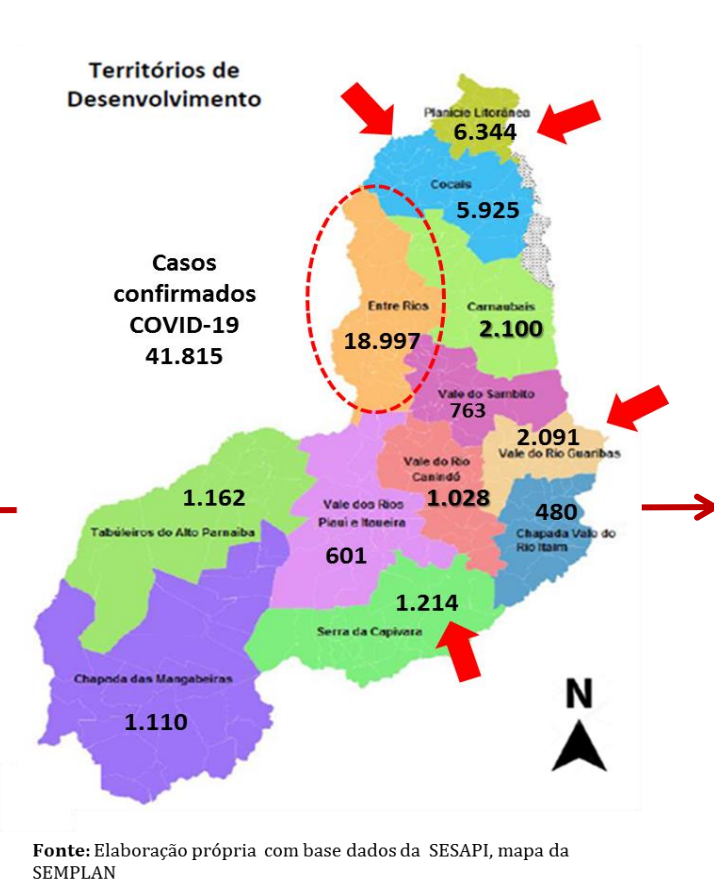 Territórios de
Desenvolvimento
Planície Litorânea
6.344
Cocais
5.925
Casos
confirmados
COVID-19
41.815
Entre Rios
18.997
Carnaubais
2.100
Vale do Sambito
763
2.091
Vale do Rio Guaribas
Vale do Rio
Canindó
1.028
1.162
Tabuleiros do Alto Parnaíba
Vale dos Rios
Piaui e Itaueira
601
480
Chapada Vale do
Rio Itaim
1.214
Serra da Capivara
Chapada das Mangabeiras
1.110
N
Fonte: Elaboração própria com base dados da SESAPI, mapa da
SEMPLAN